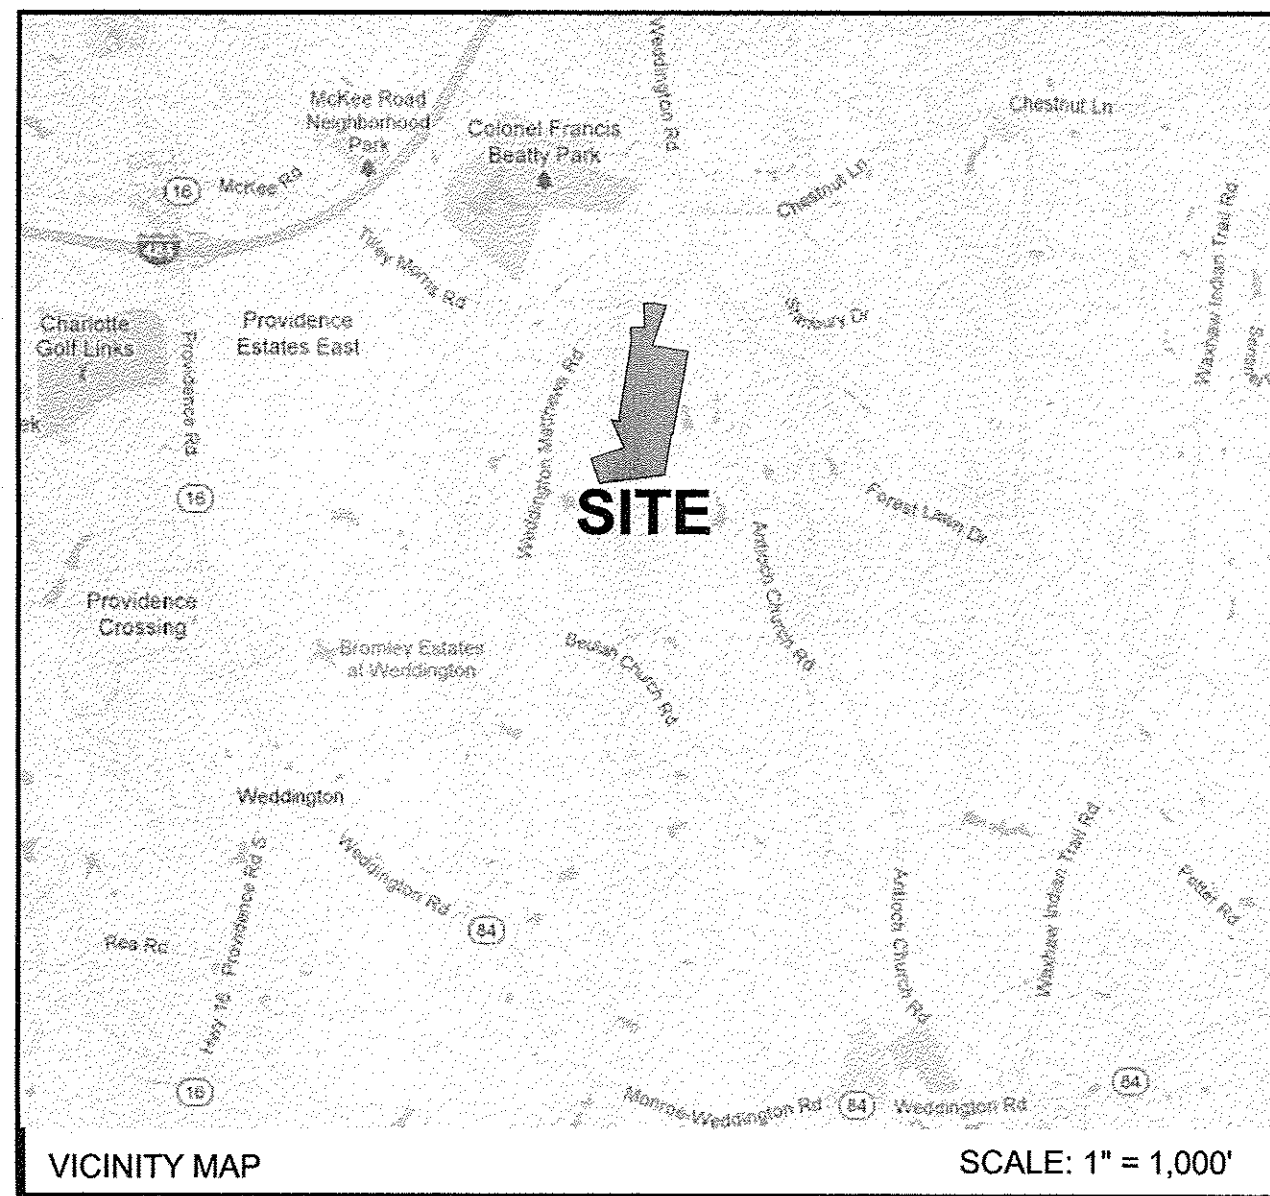 Weddington Rd
McKee Road
Neighborhood
Park
Colonel Francis
Beatty Park
Chestnut Ln
16
McKee Rd
Chestnut Ln
Waxhaw Indian Trail Rd
Tilley Morris Rd
Stanbury Dr
Charlotte
Golf Links
Providence
Estates East
Providence Rd
Weddington Matthews Rd
16
SITE
Forest Lawn Dr
Antioch Church Rd
Providence
Crossing
Bromley Estates
at Weddington
Beulah Church Rd
Weddington
Weddington Rd
84
Rea Rd
Providence Rd S
Hwy 16
16
Antioch Church Rd
Waxhaw Indian Trail Rd
Potter Rd
Monroe-Weddington Rd
84
Weddington Rd
84
VICINITY MAP
SCALE: 1" = 1,000'